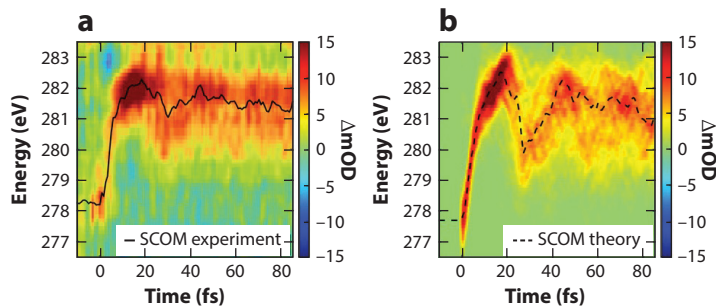 a
283
282
281
280
279
278
277
Energy (eV)
0 20 40 60 80
Time (fs)
SCOM experiment
15
10
5
0
−5
−10
−15
ΔmOD
b
283
282
281
280
279
278
277
Energy (eV)
0 20 40 60 80
Time (fs)
SCOM theory
15
10
5
0
−5
−10
−15
ΔmOD